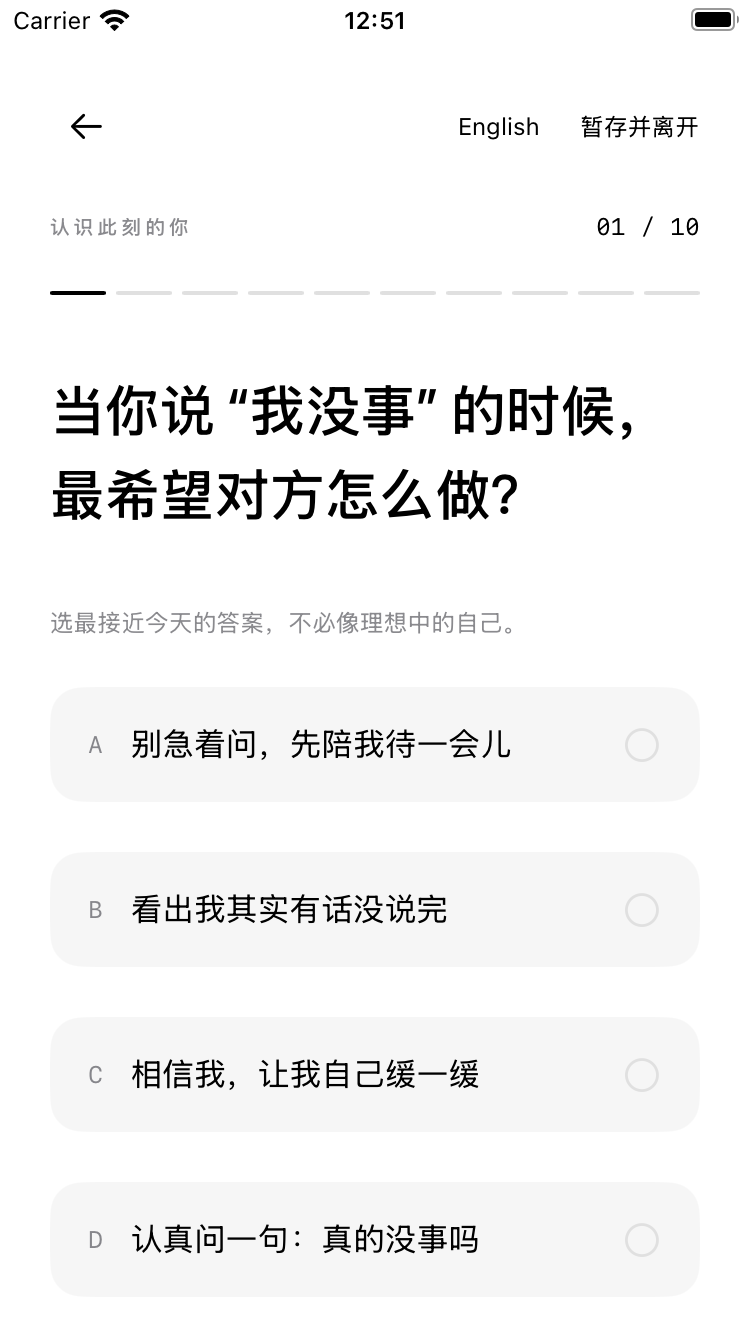 Carrier 12:51
English 暂存并离开
认识此刻的你 01 / 10
当你说“我没事”的时候，
最希望对方怎么做？
选最接近今天的答案，不必像理想中的自己。
A 别急着问，先陪我待一会儿
B 看出我其实有话没说完
C 相信我，让我自己缓一缓
D 认真问一句：真的没事吗